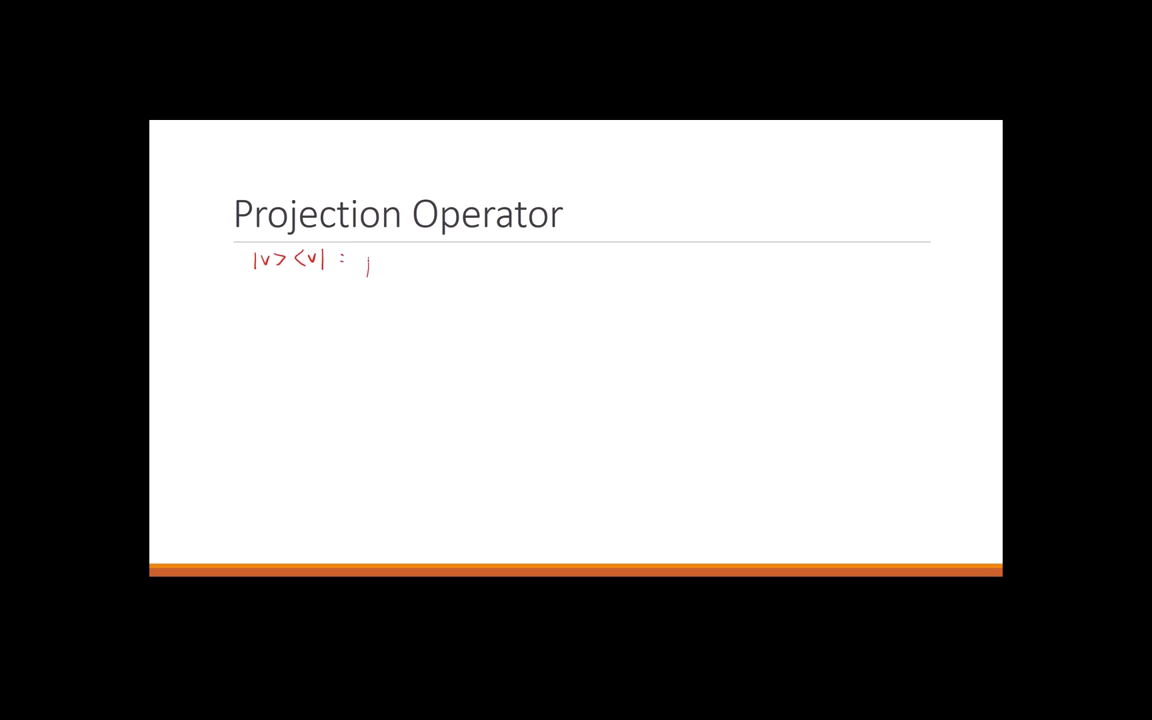 Projection Operator
|v> <v| :